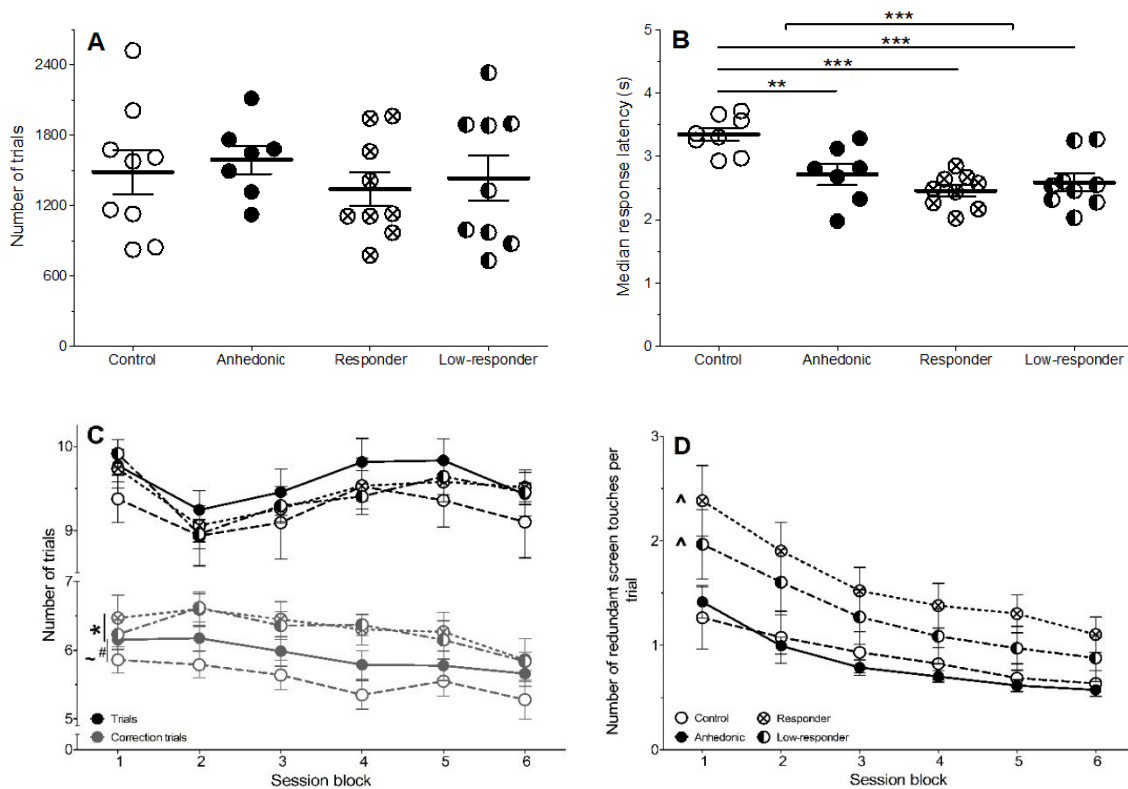 A
Number of trials
2400
1800
1200
600
0
Control
Anhedonic
Responder
Low-responder
B
***
***
***
**
Median response latency (s)
5
4
3
2
1
0
Control
Anhedonic
Responder
Low-responder
C
Number of trials
10
9
7
6
5
0
*
#
~
Trials
Correction trials
1
2
3
4
5
6
Session block
D
Number of redundant screen touches per
trial
3
2
1
0
^
^
Control
Responder
Anhedonic
Low-responder
1
2
3
4
5
6
Session block